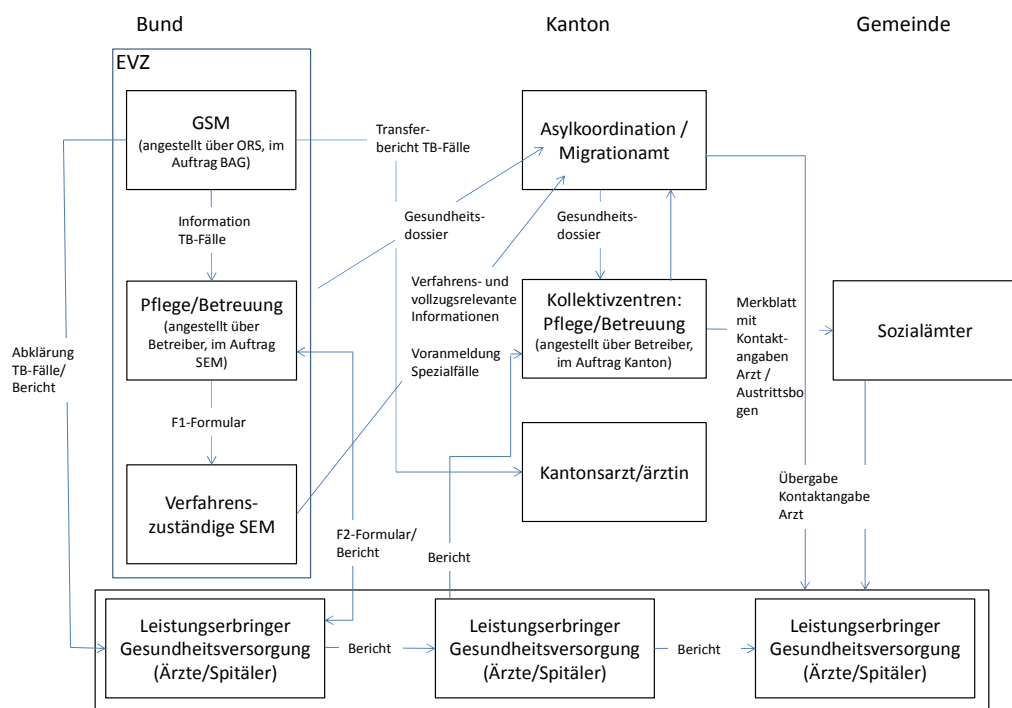 Bund
Kanton
Gemeinde
EVZ
GSM
(angestellt über ORS, im
Auftrag BAG)
Transfer-
bericht TB-Fälle
Asylkoordination /
Migrationamt
Information
TB-Fälle
Gesundheits-
dossier
Gesundheits-
dossier
Verfahrens- und
vollzugsrelevante
Informationen
Pflege/Betreuung
(angestellt über
Betreiber, im Auftrag
SEM)
Kollektivzentren:
Pflege/Betreuung
(angestellt über Betreiber,
im Auftrag Kanton)
Merkblatt
mit
Kontakt-
angaben
Arzt /
Austrittsbo
gen
Sozialämter
Abklärung
TB-Fälle/
Bericht
Voranmeldung
Spezialfälle
F1-Formular
Verfahrens-
zuständige SEM
Kantonsarzt/ärztin
Übergabe
Kontaktangabe
Arzt
F2-Formular/
Bericht
Bericht
Leistungserbringer
Gesundheitsversorgung
(Ärzte/Spitäler)
Bericht
Leistungserbringer
Gesundheitsversorgung
(Ärzte/Spitäler)
Bericht
Leistungserbringer
Gesundheitsversorgung
(Ärzte/Spitäler)